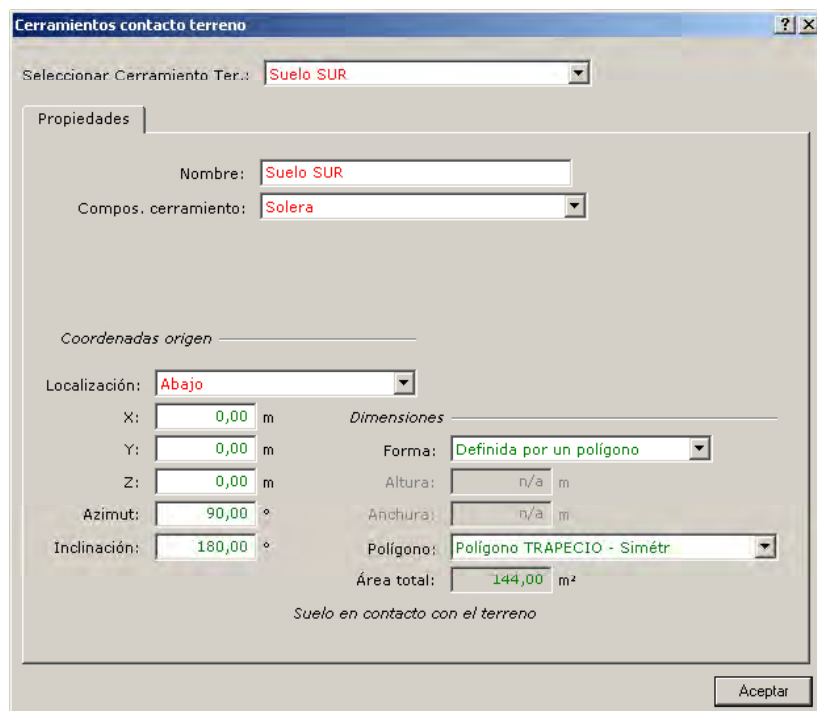 Cerramientos contacto terreno
Seleccionar Cerramiento Ter.: Suelo SUR
Propiedades
Nombre: Suelo SUR
Compos. cerramiento: Solera
Coordenadas origen
Localización: Abajo
X: 0,00 m
Dimensiones
Y: 0,00 m
Forma: Definida por un polígono
Z: 0,00 m
Altura: n/a m
Azimut: 90,00 °
Anchura: n/a m
Inclinación: 180,00 °
Polígono: Polígono TRAPECIO - Simétr
Área total: 144,00 m²
Suelo en contacto con el terreno
Aceptar